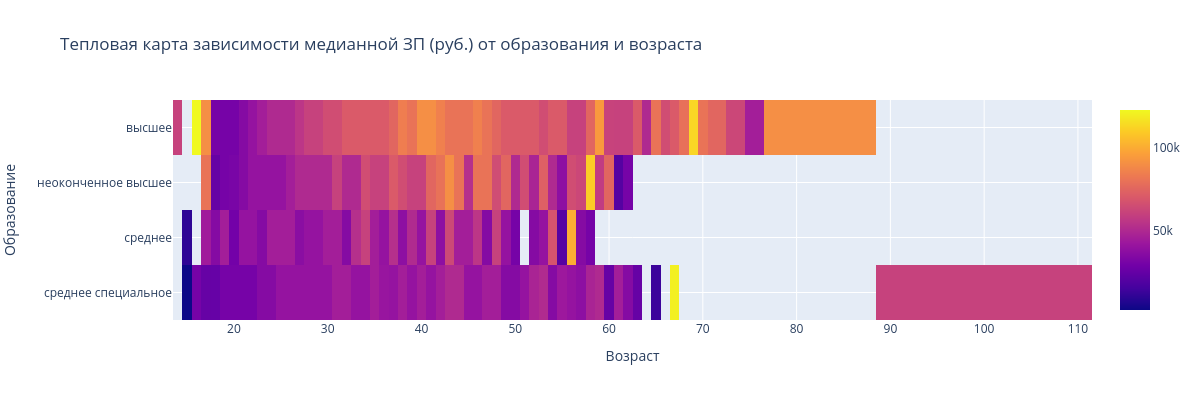 Тепловая карта зависимости медианной ЗП (руб.) от образования и возраста
Образование
высшее
неоконченное высшее
среднее
среднее специальное
20 30 40 50 60 70 80 90 100 110
Возраст
100k
50k